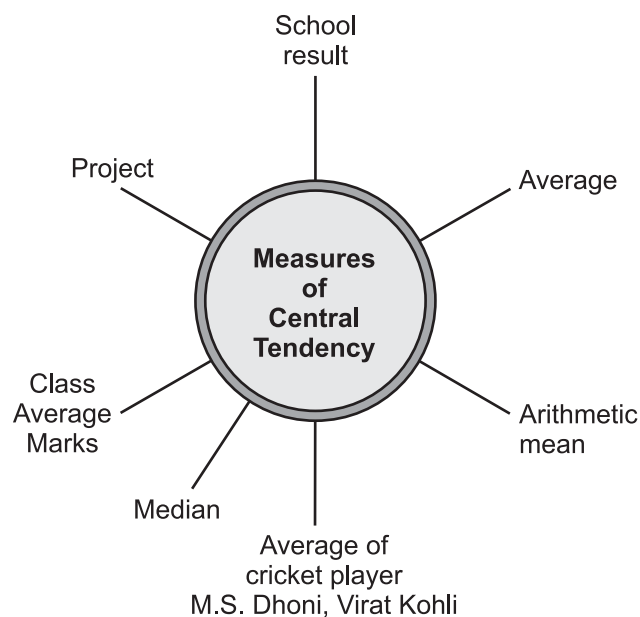 School
result
Project
Average
Measures
of
Central
Tendency
Class
Average
Marks
Arithmetic
mean
Median
Average of
cricket player
M.S. Dhoni, Virat Kohli